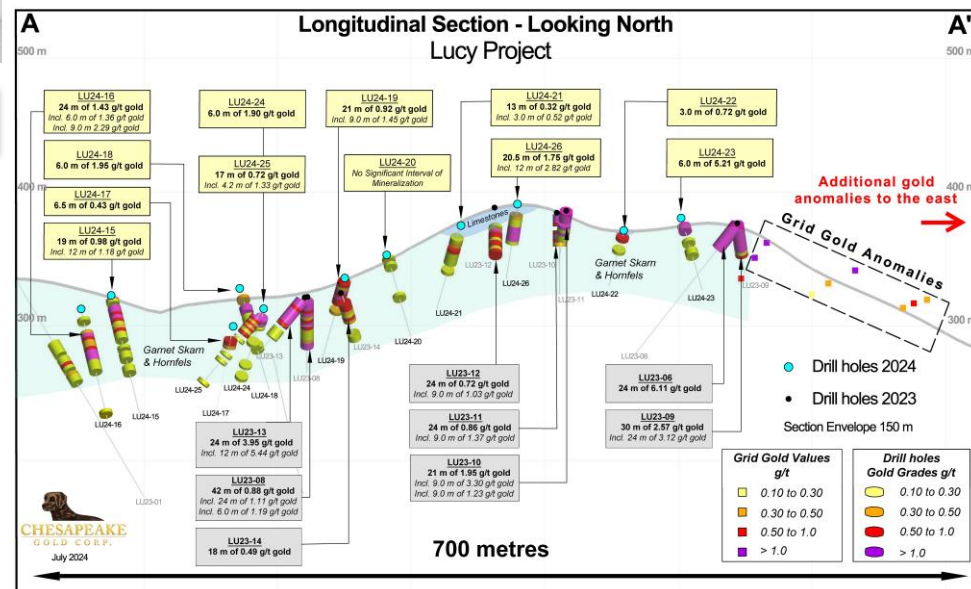 A
Longitudinal Section - Looking North
A'
Lucy Project
500 m
500 m
LU24-16
24 m of 1.43 g/t gold
Incl. 6.0 m of 1.36 g/t gold
Incl. 9.0 m 2.29 g/t gold
LU24-18
6.0 m of 1.95 g/t gold
LU24-17
6.5 m of 0.43 g/t gold
LU24-15
19 m of 0.98 g/t gold
Incl. 12 m of 1.18 g/t gold
LU24-24
6.0 m of 1.90 g/t gold
LU24-25
17 m of 0.72 g/t gold
Incl. 4.2 m of 1.33 g/t gold
LU24-19
21 m of 0.92 g/t gold
Incl. 9.0 m of 1.45 g/t gold
LU24-20
No Significant Interval of
Mineralization
LU24-21
13 m of 0.32 g/t gold
Incl. 3.0 m of 0.52 g/t gold
LU24-26
20.5 m of 1.75 g/t gold
Incl. 12 m of 2.82 g/t gold
LU24-22
3.0 m of 0.72 g/t gold
LU24-23
6.0 m of 5.21 g/t gold
400 m
400 m
Additional gold
anomalies to the east
Grid Gold Anomalies
Limestones
LU23-12
LU23-10
LU24-26
LU23-11
Garnet Skarn
& Hornfels
LU24-22
LU24-23
LU23-09
LU23-06
300 m
300 m
Garnet Skarn
& Hornfels
LU24-16
LU24-15
LU23-01
LU24-25
LU24-24
LU24-17
LU24-18
LU23-13
LU23-08
LU24-19
LU23-14
LU24-20
LU24-21
LU23-13
24 m of 3.95 g/t gold
Incl. 12 m of 5.44 g/t gold
LU23-08
42 m of 0.88 g/t gold
Incl. 24 m of 1.11 g/t gold
Incl. 6.0 m of 1.19 g/t gold
LU23-14
18 m of 0.49 g/t gold
LU23-12
24 m of 0.72 g/t gold
Incl. 9.0 m of 1.03 g/t gold
LU23-11
24 m of 0.86 g/t gold
Incl. 9.0 m of 1.37 g/t gold
LU23-10
21 m of 1.95 g/t gold
Incl. 9.0 m of 3.30 g/t gold
Incl. 9.0 m of 1.23 g/t gold
LU23-06
24 m of 6.11 g/t gold
LU23-09
30 m of 2.57 g/t gold
Incl. 24 m of 3.12 g/t gold
Drill holes 2024
Drill holes 2023
Section Envelope 150 m
Grid Gold Values
g/t
0.10 to 0.30
0.30 to 0.50
0.50 to 1.0
> 1.0
Drill holes
Gold Grades g/t
0.10 to 0.30
0.30 to 0.50
0.50 to 1.0
> 1.0
CHESAPEAKE
GOLD CORP.
July 2024
700 metres